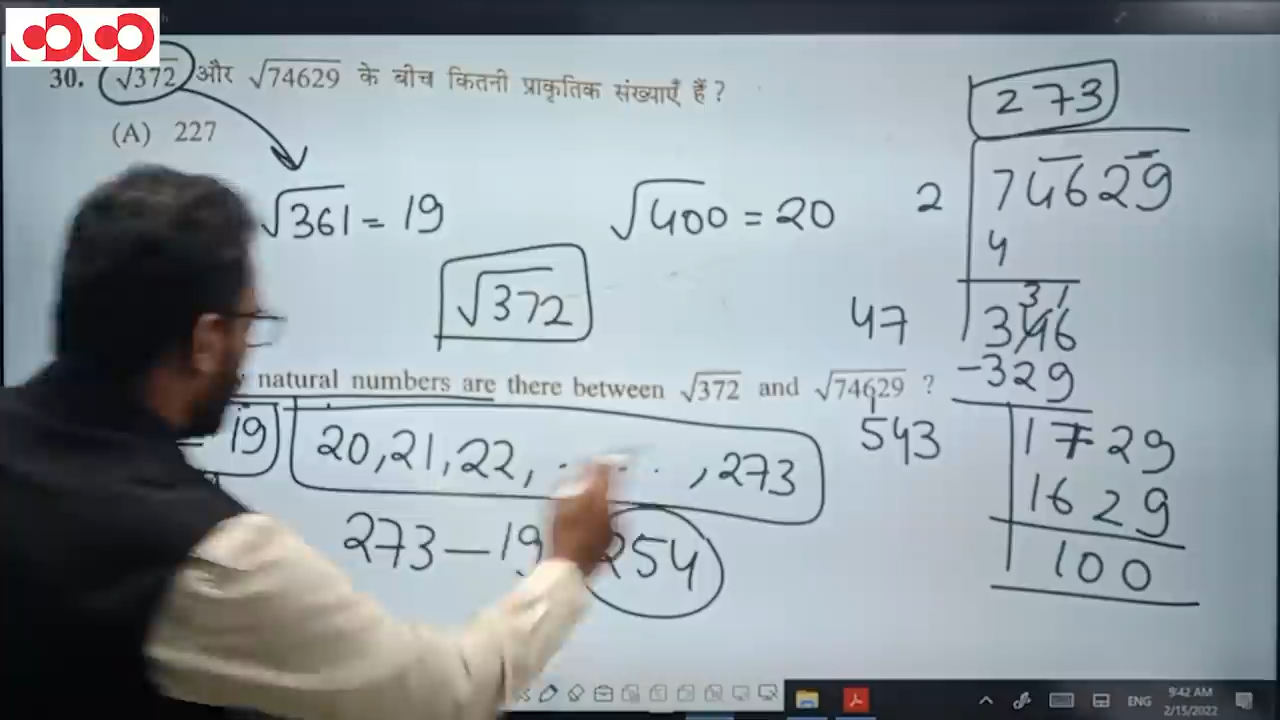 30. √372 और √74629 के बीच कितनी प्राकृतिक संख्याएँ हैं ?
(A) 227
√361 = 19
√400 = 20
√372
natural numbers are there between √372 and √74629 ?
19
20, 21, 22, ......, 273
273 – 19
254
273
2
74629
4
31
346
47
-329
1
543
1729
1629
100
ENG
9:42 AM
2/15/2022